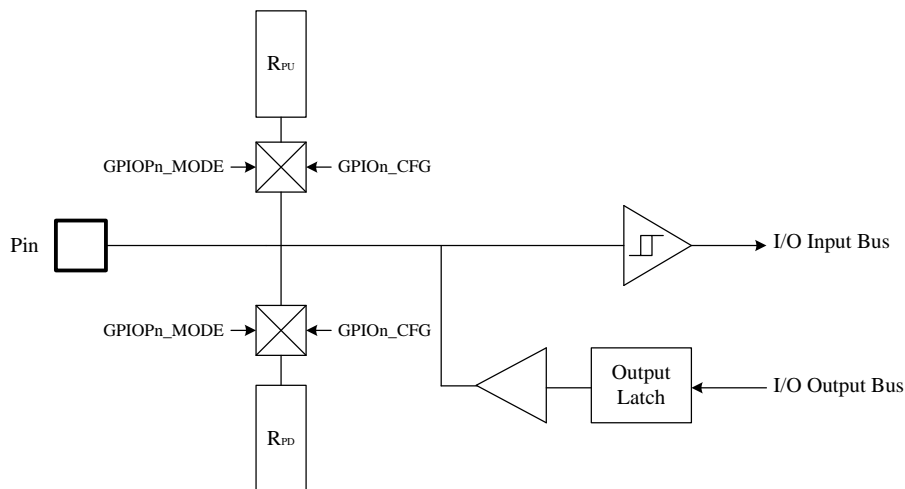 RPU
GPIOPn_MODE
GPIOn_CFG
Pin
I/O Input Bus
GPIOPn_MODE
GPIOn_CFG
Output
Latch
I/O Output Bus
RPD